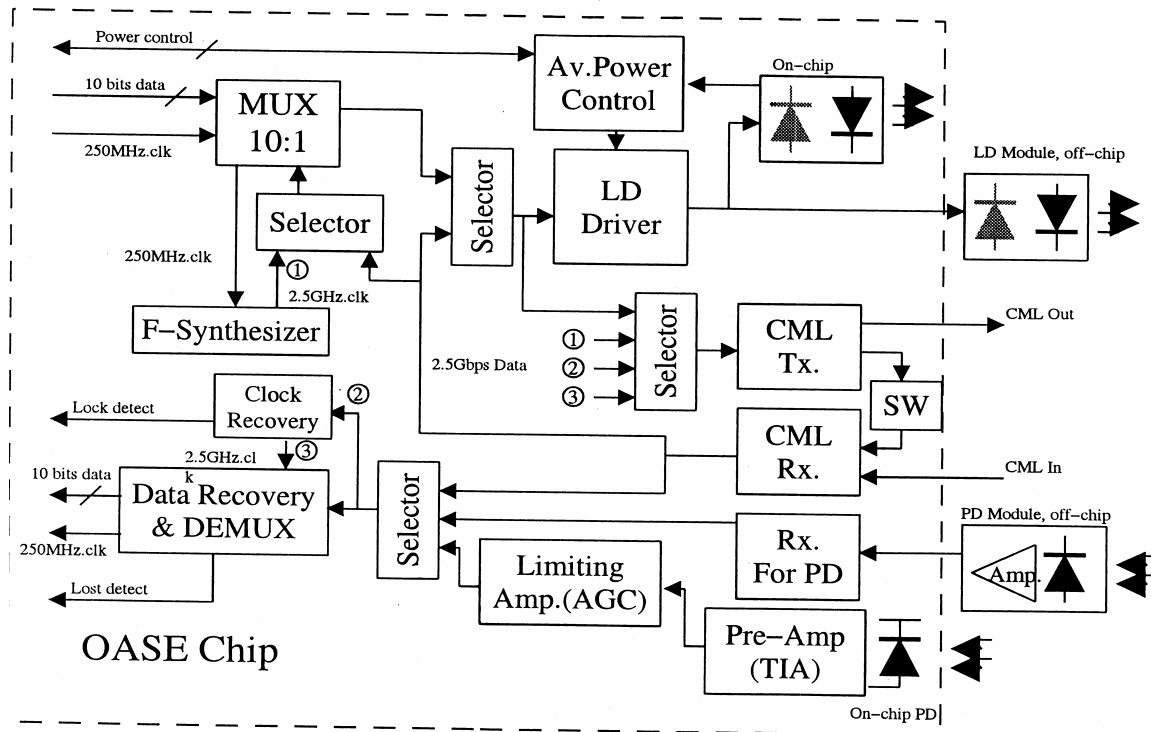 Power control
Av.Power
Control
On-chip
10 bits data
MUX
10:1
250MHz.clk
LD Module, off-chip
Selector
LD
Driver
Selector
250MHz.clk
①
2.5GHz.clk
F-Synthesizer
Selector
①
②
③
CML
Tx.
CML Out
2.5Gbps Data
SW
Clock
Recovery
②
Lock detect
③
2.5GHz.cl
k
CML
Rx.
CML In
10 bits data
Data Recovery
& DEMUX
250MHz.clk
Selector
Rx.
For PD
PD Module, off-chip
Amp.
Limiting
Amp.(AGC)
Lost detect
Pre-Amp
(TIA)
On-chip PD
OASE Chip